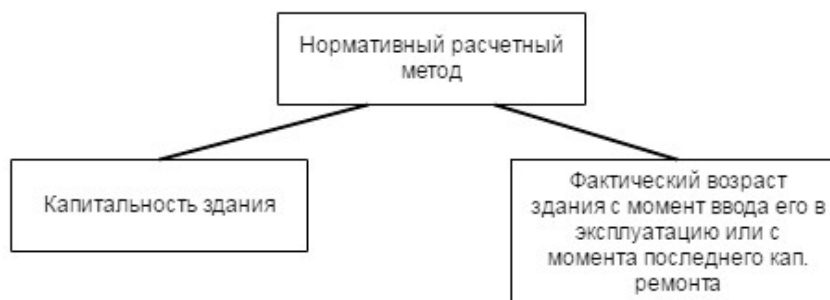 Нормативный расчетный
метод
Капитальность здания
Фактический возраст
здания с момент ввода его в
эксплуатацию или с
момента последнего кап.
ремонта